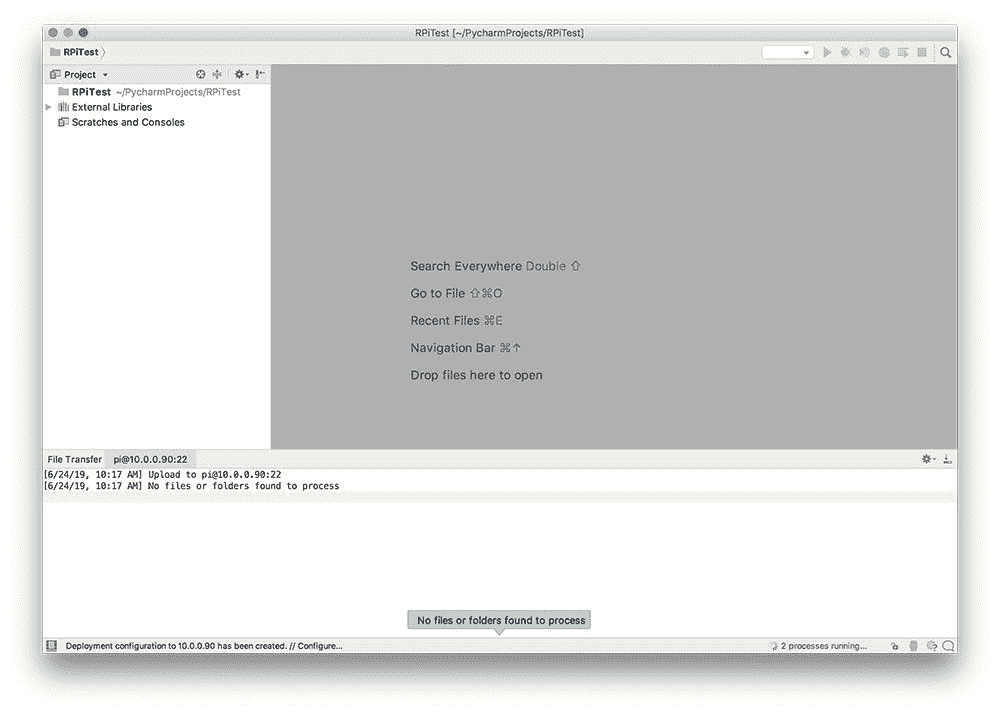 RPiTest [~/PycharmProjects/RPiTest]
RPiTest
Project
RPiTest ~/PycharmProjects/RPiTest
External Libraries
Scratches and Consoles
Search Everywhere Double ⇧
Go to File ⇧⌘O
Recent Files ⌘E
Navigation Bar ⌘↑
Drop files here to open
File Transfer pi@10.0.0.90:22
[6/24/19, 10:17 AM] Upload to pi@10.0.0.90:22
[6/24/19, 10:17 AM] No files or folders found to process
No files or folders found to process
Deployment configuration to 10.0.0.90 has been created. // Configure... 2 processes running...